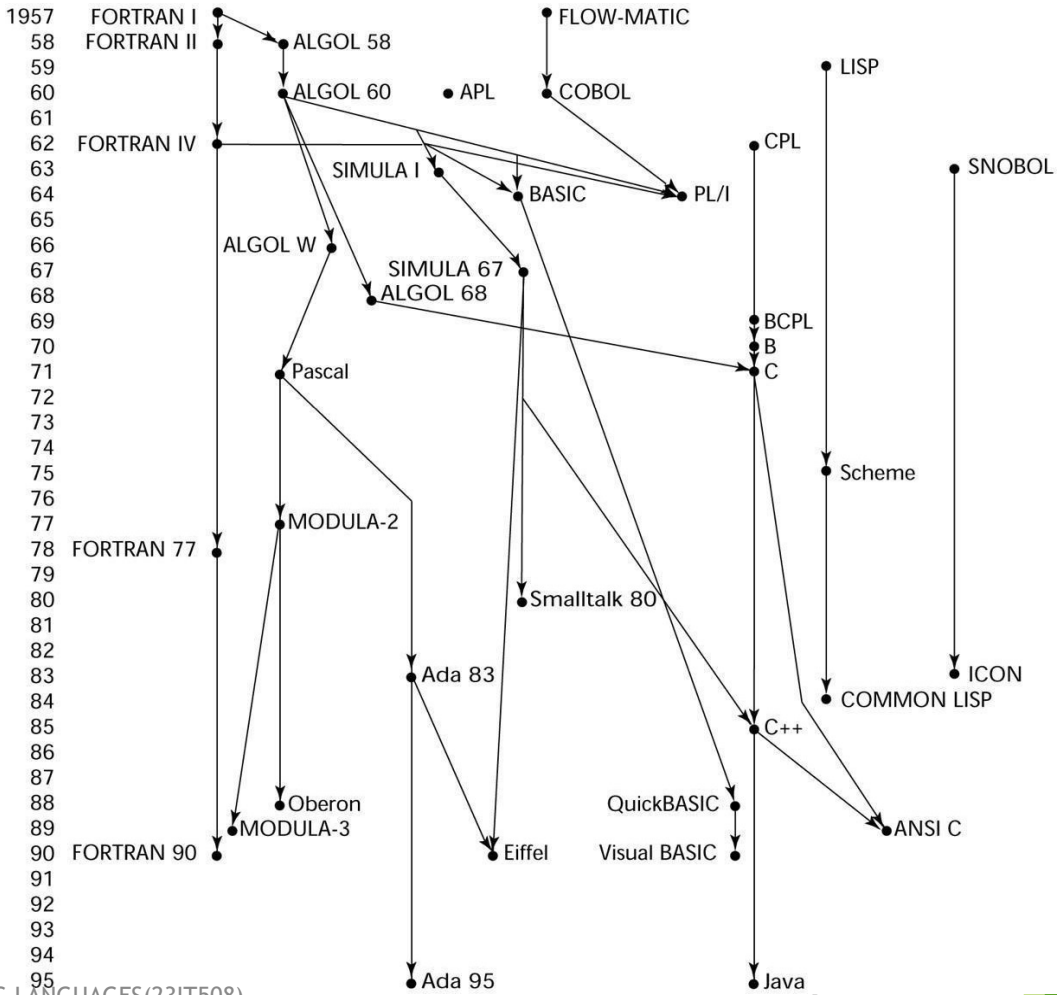 1957 FORTRAN I FLOW-MATIC
58 FORTRAN II ALGOL 58
59 LISP
60 ALGOL 60 APL COBOL
61
62 FORTRAN IV CPL
63 SIMULA I SNOBOL
64 BASIC PL/I
65
66 ALGOL W
67 SIMULA 67
68 ALGOL 68
69 BCPL
70 B
71 Pascal C
72
73
74
75 Scheme
76
77 MODULA-2
78 FORTRAN 77
79
80 Smalltalk 80
81
82
83 Ada 83 ICON
84 COMMON LISP
85 C++
86
87
88 Oberon QuickBASIC
89 MODULA-3 ANSI C
90 FORTRAN 90 Eiffel Visual BASIC
91
92
93
94
95 Ada 95 Java
LANGUAGES(23IT508)